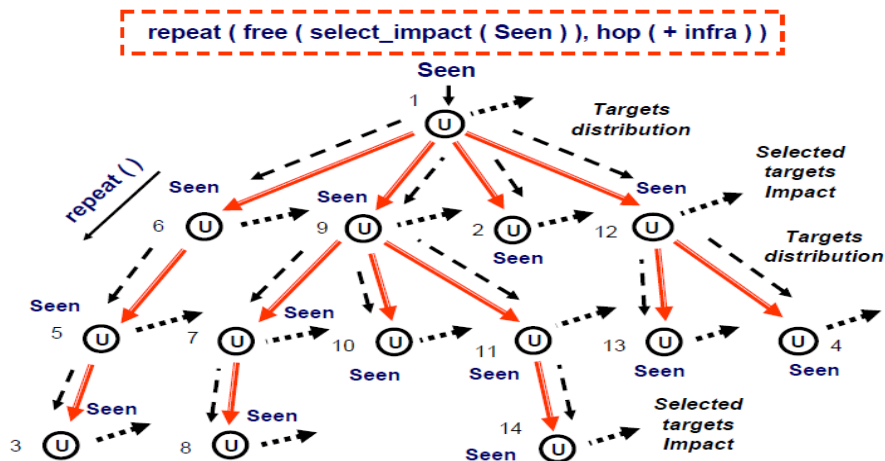 repeat ( free ( select_impact ( Seen ) ), hop ( + infra ) )
Seen
1
U
Targets
distribution
Selected
targets
Impact
repeat ( )
Seen
Seen
Seen
6
U
9
U
2
U
12
U
Seen
Targets
distribution
Seen
Seen
5
U
7
U
10
U
11
U
13
U
U
4
Seen
Seen
Seen
Seen
Seen
Seen
3
U
8
U
14
U
Seen
Selected
targets
Impact